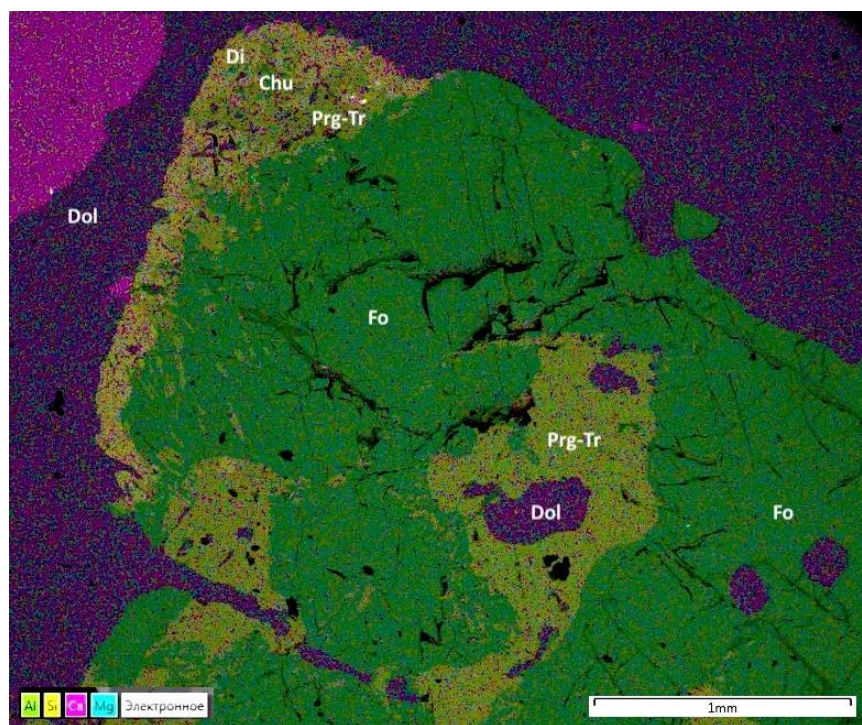 Di
Chu
Prg-Tr
Dol
Fo
Prg-Tr
Dol
Fo
Al Si Ca Mg Электронное
1mm